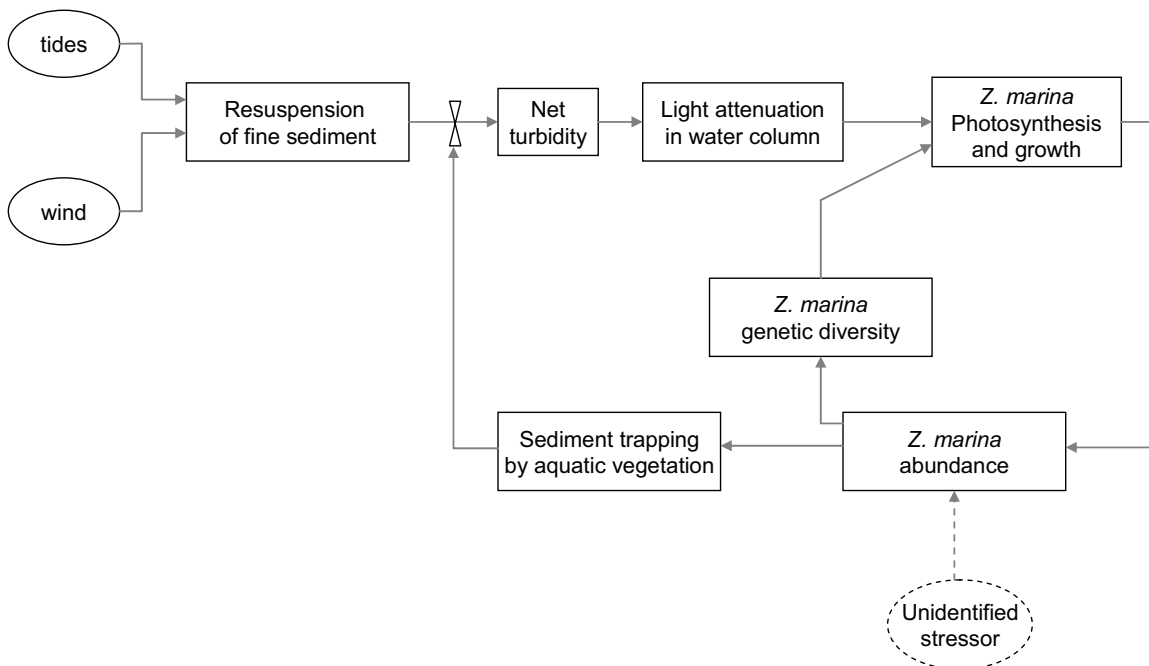 tides
Resuspension
of fine sediment
wind
Net
turbidity
Light attenuation
in water column
Z. marina
Photosynthesis
and growth
Z. marina
genetic diversity
Sediment trapping
by aquatic vegetation
Z. marina
abundance
Unidentified
stressor